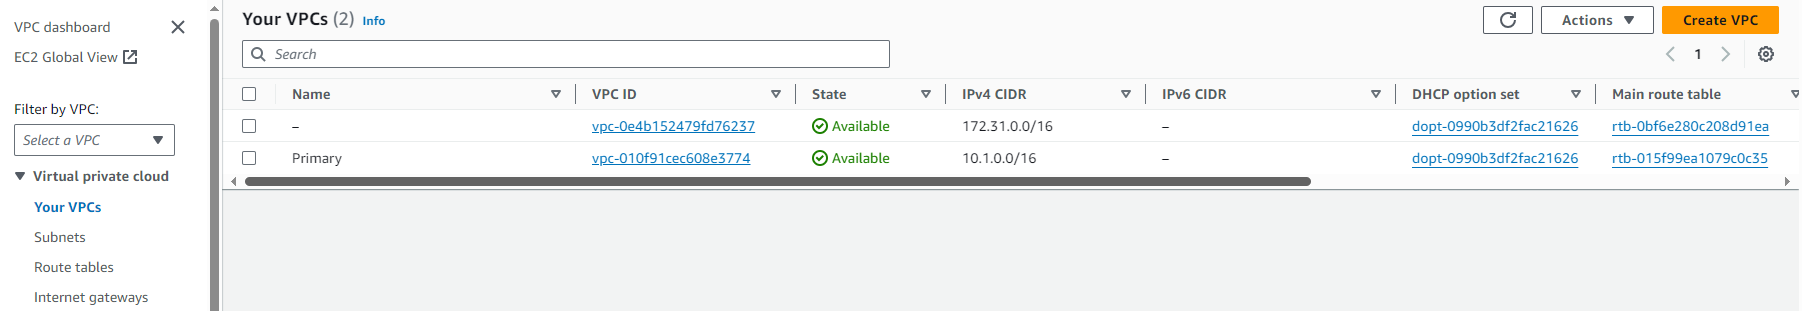 VPC dashboard
EC2 Global View
Filter by VPC:
Select a VPC
Virtual private cloud
Your VPCs
Subnets
Route tables
Internet gateways
Your VPCs (2) Info
Actions
Create VPC
Search
1
Name VPC ID State IPv4 CIDR IPv6 CIDR DHCP option set Main route table
– vpc-0e4b152479fd76237 Available 172.31.0.0/16 – dopt-0990b3df2fac21626 rtb-0bf6e280c208d91ea
Primary vpc-010f91cec608e3774 Available 10.1.0.0/16 – dopt-0990b3df2fac21626 rtb-015f99ea1079c0c35